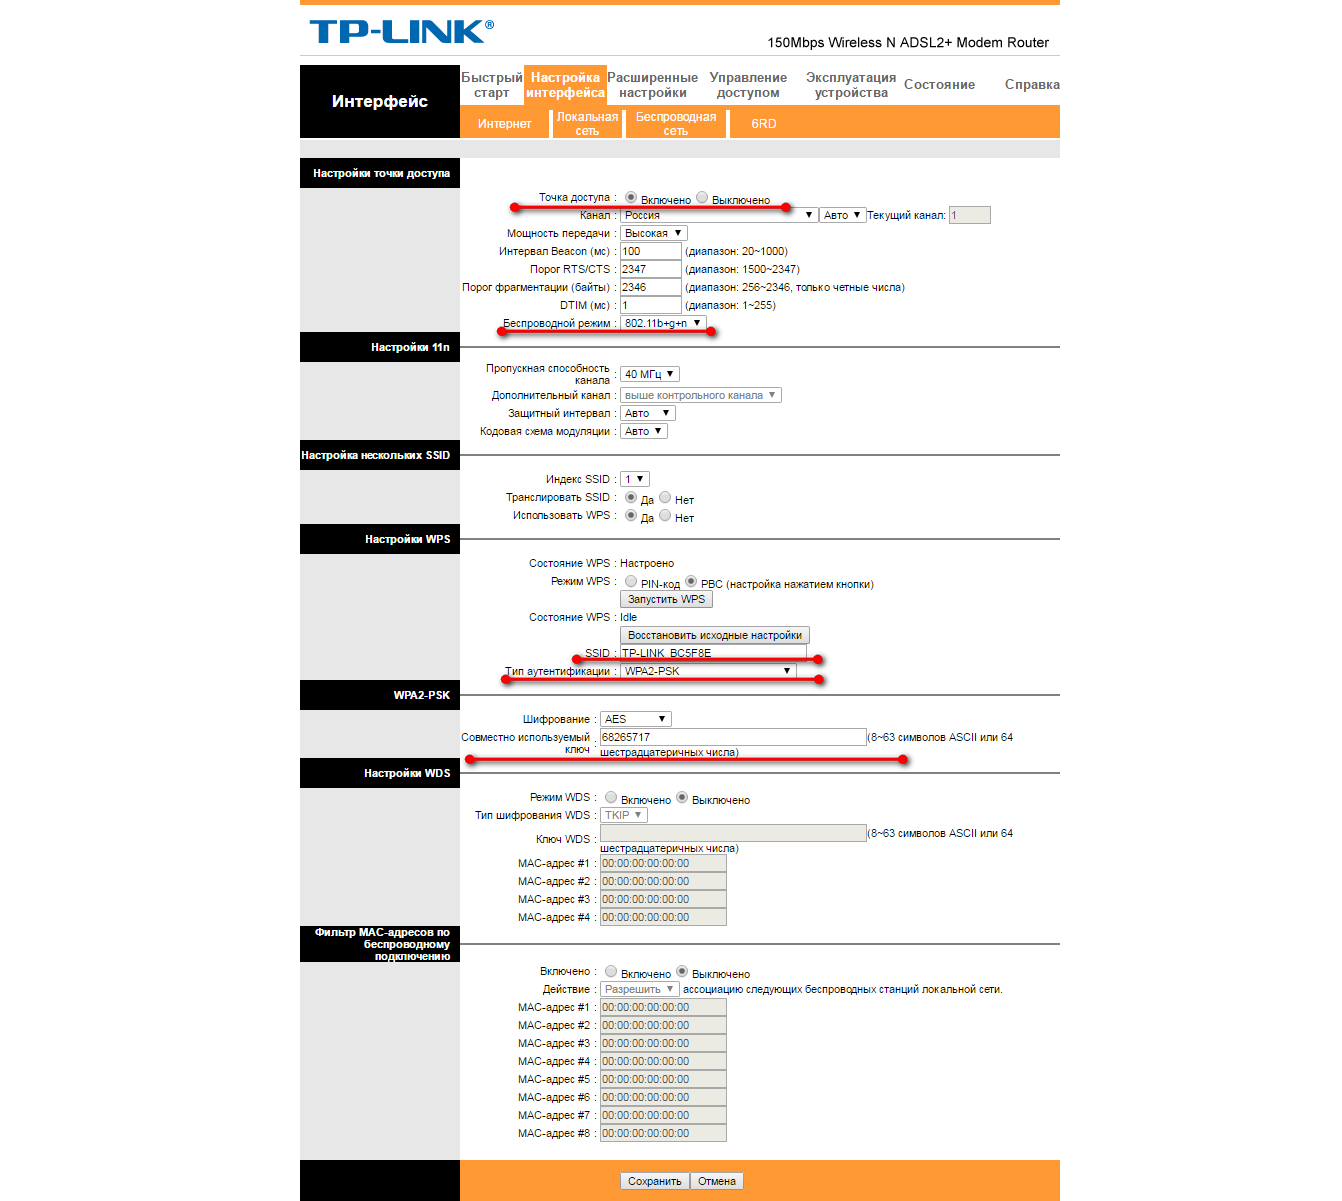 TP-LINK®
150Mbps Wireless N ADSL2+ Modem Router
Интерфейс
Быстрый старт
Настройка интерфейса
Расширенные настройки
Управление доступом
Эксплуатация устройства
Состояние
Справка
Интернет
Локальная сеть
Беспроводная сеть
6RD
Настройки точки доступа
Точка доступа : Включено Выключено
Канал : Россия Авто Текущий канал: 1
Мощность передачи : Высокая
Интервал Beacon (мс) : 100 (диапазон: 20~1000)
Порог RTS/CTS : 2347 (диапазон: 1500~2347)
Порог фрагментации (байты) : 2346 (диапазон: 256~2346, только четные числа)
DTIM (мс) : 1 (диапазон: 1~255)
Беспроводной режим : 802.11b+g+n
Настройки 11n
Пропускная способность канала : 40 МГц
Дополнительный канал : выше контрольного канала
Защитный интервал : Авто
Кодовая схема модуляции : Авто
Настройка нескольких SSID
Индекс SSID : 1
Транслировать SSID : Да Нет
Использовать WPS : Да Нет
Настройки WPS
Состояние WPS : Настроено
Режим WPS : PIN-код PBC (настройка нажатием кнопки)
Запустить WPS
Состояние WPS : Idle
Восстановить исходные настройки
SSID : TP-LINK_BC5F8E
Тип аутентификации : WPA2-PSK
WPA2-PSK
Шифрование : AES
Совместно используемый ключ : 68265717 (8~63 символов ASCII или 64
шестрадцатеричных числа)
Настройки WDS
Режим WDS : Включено Выключено
Тип шифрования WDS : TKIP
Ключ WDS : (8~63 символов ASCII или 64
шестрадцатеричных числа)
MAC-адрес #1 : 00:00:00:00:00:00
MAC-адрес #2 : 00:00:00:00:00:00
MAC-адрес #3 : 00:00:00:00:00:00
MAC-адрес #4 : 00:00:00:00:00:00
Фильтр MAC-адресов по
беспроводному
подключению
Включено : Включено Выключено
Действие : Разрешить ассоциацию следующих беспроводных станций локальной сети.
MAC-адрес #1 : 00:00:00:00:00:00
MAC-адрес #2 : 00:00:00:00:00:00
MAC-адрес #3 : 00:00:00:00:00:00
MAC-адрес #4 : 00:00:00:00:00:00
MAC-адрес #5 : 00:00:00:00:00:00
MAC-адрес #6 : 00:00:00:00:00:00
MAC-адрес #7 : 00:00:00:00:00:00
MAC-адрес #8 : 00:00:00:00:00:00
Сохранить Отмена